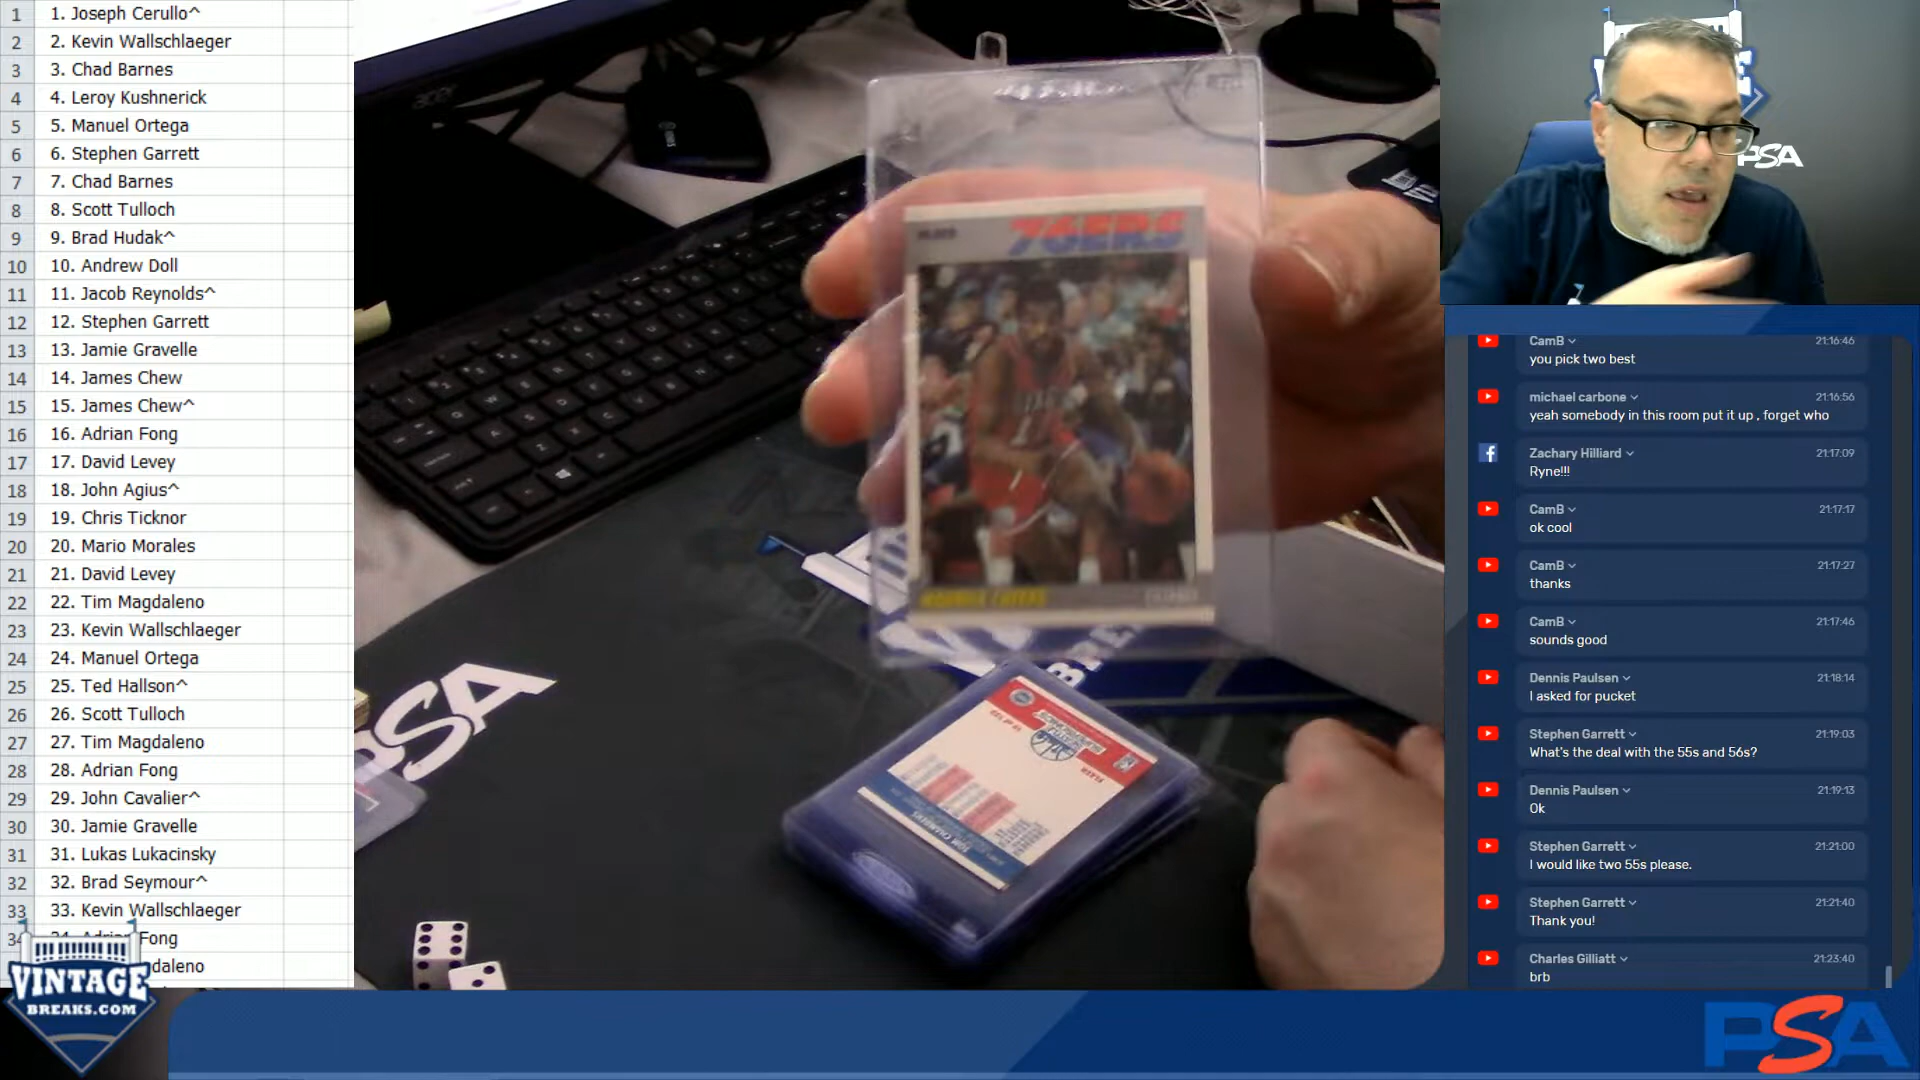 1 1. Joseph Cerullo^
2 2. Kevin Wallschlaeger
3 3. Chad Barnes
4 4. Leroy Kushnerick
5 5. Manuel Ortega
6 6. Stephen Garrett
7 7. Chad Barnes
8 8. Scott Tulloch
9 9. Brad Hudak^
10 10. Andrew Doll
11 11. Jacob Reynolds^
12 12. Stephen Garrett
13 13. Jamie Gravelle
14 14. James Chew
15 15. James Chew^
16 16. Adrian Fong
17 17. David Levey
18 18. John Agius^
19 19. Chris Ticknor
20 20. Mario Morales
21 21. David Levey
22 22. Tim Magdaleno
23 23. Kevin Wallschlaeger
24 24. Manuel Ortega
25 25. Ted Hallson^
26 26. Scott Tulloch
27 27. Tim Magdaleno
28 28. Adrian Fong
29 29. John Cavalier^
30 30. Jamie Gravelle
31 31. Lukas Lukacinsky
32 32. Brad Seymour^
33 33. Kevin Wallschlaeger
Fong
daleno
VINTAGE
BREAKS.COM
acer
76ERS
PSA
FLEER
TOM CHAMBERS
PSA
CamB 21:16:46
you pick two best
michael carbone 21:16:56
yeah somebody in this room put it up , forget who
Zachary Hilliard 21:17:09
Ryne!!!
CamB 21:17:17
ok cool
CamB 21:17:27
thanks
CamB 21:17:46
sounds good
Dennis Paulsen 21:18:14
I asked for pucket
Stephen Garrett 21:19:03
What's the deal with the 55s and 56s?
Dennis Paulsen 21:19:13
Ok
Stephen Garrett 21:21:00
I would like two 55s please.
Stephen Garrett 21:21:40
Thank you!
Charles Gilliatt 21:23:40
brb
PSA